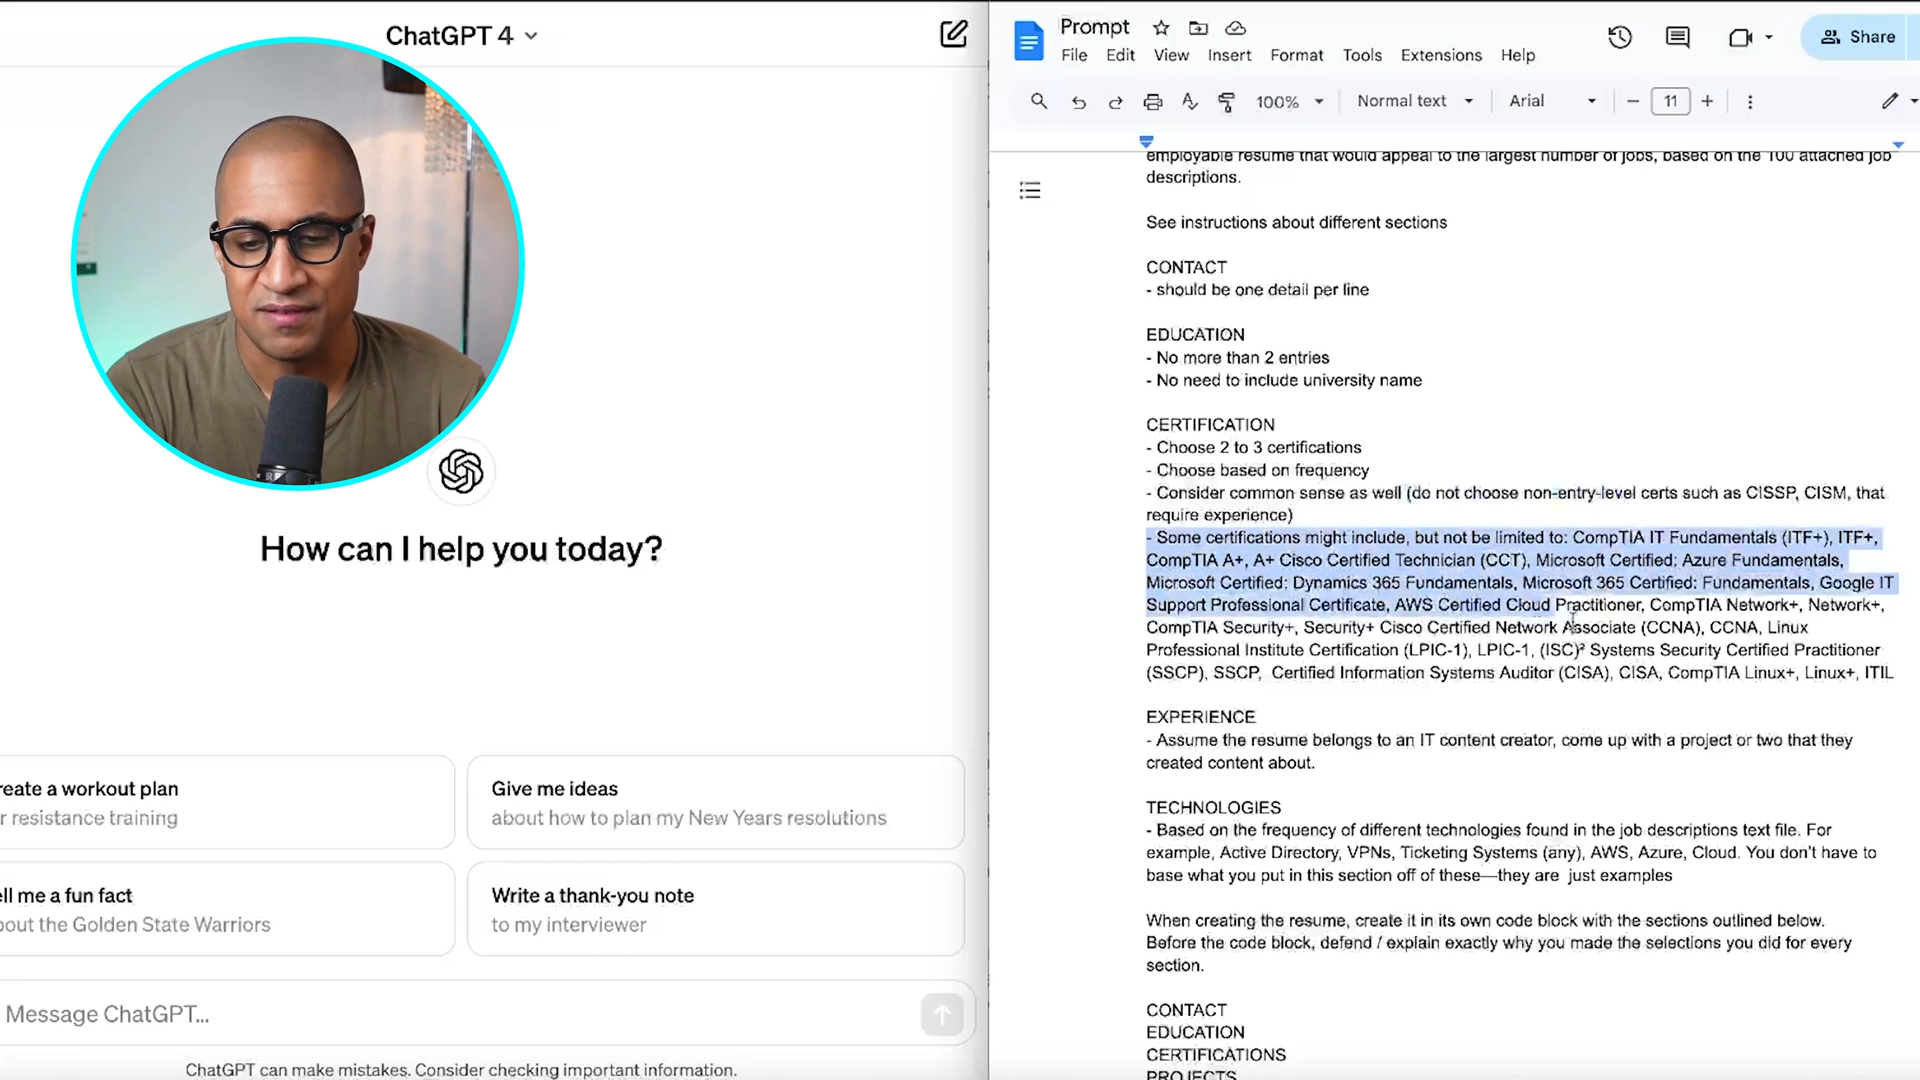 ChatGPT 4
How can I help you today?
reate a workout plan
r resistance training
Give me ideas
about how to plan my New Years resolutions
ell me a fun fact
bout the Golden State Warriors
Write a thank-you note
to my interviewer
Message ChatGPT...
ChatGPT can make mistakes. Consider checking important information.
Prompt
File Edit View Insert Format Tools Extensions Help
Share
100% Normal text Arial 11
employable resume that would appeal to the largest number of jobs, based on the 100 attached job
descriptions.
See instructions about different sections
CONTACT
- should be one detail per line
EDUCATION
- No more than 2 entries
- No need to include university name
CERTIFICATION
- Choose 2 to 3 certifications
- Choose based on frequency
- Consider common sense as well (do not choose non-entry-level certs such as CISSP, CISM, that
require experience)
- Some certifications might include, but not be limited to: CompTIA IT Fundamentals (ITF+), ITF+,
CompTIA A+, A+ Cisco Certified Technician (CCT), Microsoft Certified: Azure Fundamentals,
Microsoft Certified: Dynamics 365 Fundamentals, Microsoft 365 Certified: Fundamentals, Google IT
Support Professional Certificate, AWS Certified Cloud Practitioner, CompTIA Network+, Network+,
CompTIA Security+, Security+ Cisco Certified Network Associate (CCNA), CCNA, Linux
Professional Institute Certification (LPIC-1), LPIC-1, (ISC)² Systems Security Certified Practitioner
(SSCP), SSCP, Certified Information Systems Auditor (CISA), CISA, CompTIA Linux+, Linux+, ITIL
EXPERIENCE
- Assume the resume belongs to an IT content creator, come up with a project or two that they
created content about.
TECHNOLOGIES
- Based on the frequency of different technologies found in the job descriptions text file. For
example, Active Directory, VPNs, Ticketing Systems (any), AWS, Azure, Cloud. You don't have to
base what you put in this section off of these—they are just examples
When creating the resume, create it in its own code block with the sections outlined below.
Before the code block, defend / explain exactly why you made the selections you did for every
section.
CONTACT
EDUCATION
CERTIFICATIONS
PROJECTS